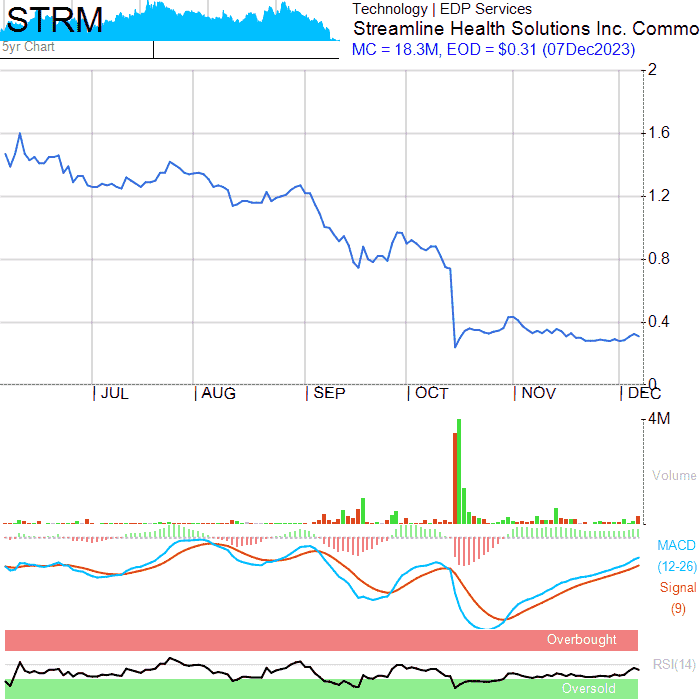 STRM
5yr Chart
Technology | EDP Services
Streamline Health Solutions Inc. Commo
MC = 18.3M, EOD = $0.31 (07Dec2023)
2
1.6
1.2
0.8
0.4
0
JUL AUG SEP OCT NOV DEC
4M
Volume
MACD
(12-26)
Signal
(9)
Overbought
RSI(14)
Oversold